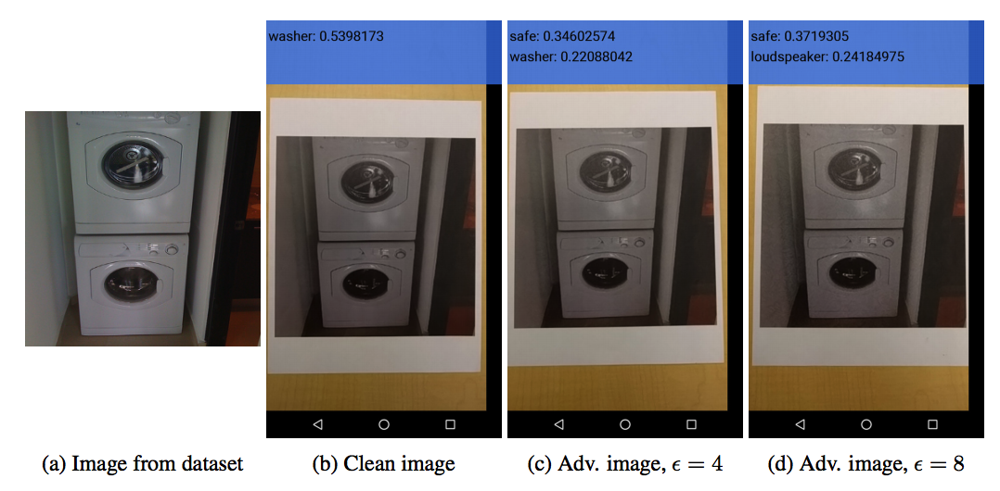 washer: 0.5398173
safe: 0.34602574
washer: 0.22088042
safe: 0.3719305
loudspeaker: 0.24184975
(a) Image from dataset
(b) Clean image
(c) Adv. image, ϵ = 4
(d) Adv. image, ϵ = 8